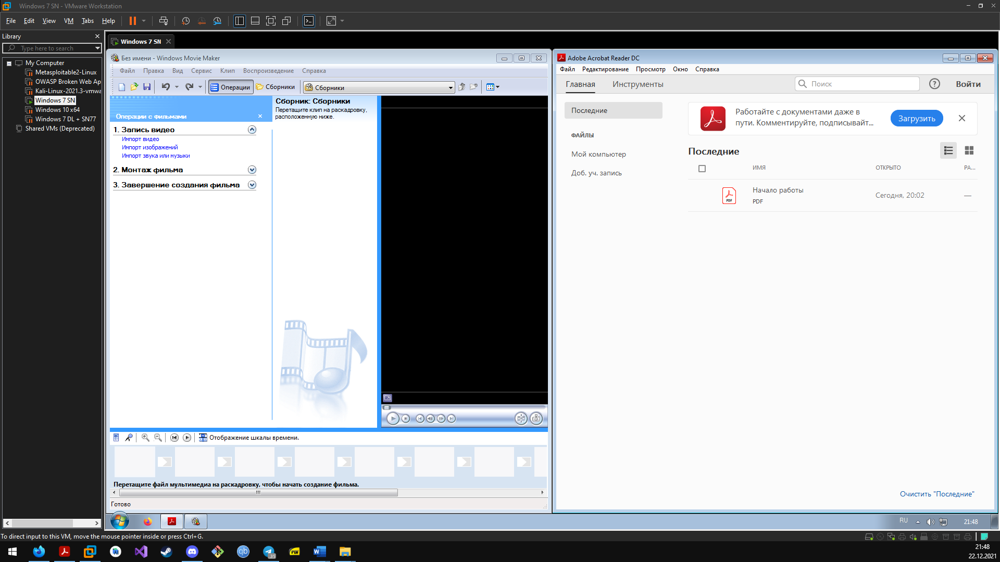 Windows 7 SN - VMware Workstation
File Edit View VM Tabs Help
Library
Type here to search
My Computer
Metasploitable2-Linux
OWASP Broken Web Ap
Kali-Linux-2021.3-vmwa
Windows 7 SN
Windows 10 x64
Windows 7 DL + SN77
Shared VMs (Deprecated)
Windows 7 SN
Без имени - Windows Movie Maker
Файл Правка Вид Сервис Клип Воспроизведение Справка
Операции Сборники Сборники
Операции с фильмами
1. Запись видео
Импорт видео
Импорт изображений
Импорт звука или музыки
2. Монтаж фильма
3. Завершение создания фильма
Сборник: Сборники
Перетащите клип на раскадровку,
расположенную ниже.
Отображение шкалы времени.
Перетащите файл мультимедиа на раскадровку, чтобы начать создание фильма.
Готово
Adobe Acrobat Reader DC
Файл Редактирование Просмотр Окно Справка
Главная Инструменты Поиск Войти
Последние
ФАЙЛЫ
Мой компьютер
Доб. уч. запись
Работайте с документами даже в
пути. Комментируйте, подписывайт...
Загрузить
Последние
ИМЯ ОТКРЫТО РА...
Начало работы
PDF
Сегодня, 20:02 —
Очистить "Последние"
RU 21:48
To direct input to this VM, move the mouse pointer inside or press Ctrl+G.
qb
35
PDF
W
21:48
22.12.2021